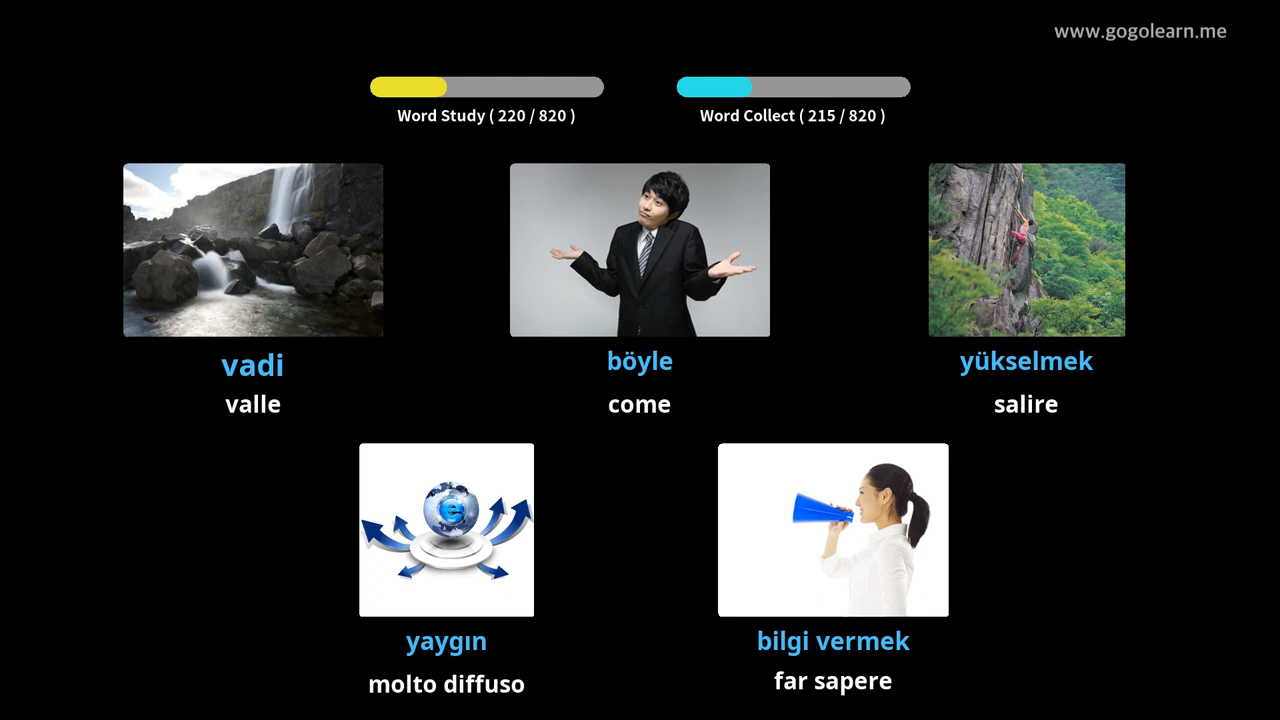 www.gogolearn.me
Word Study ( 220 / 820 )
Word Collect ( 215 / 820 )
vadi
valle
böyle
come
yükselmek
salire
e
yaygın
molto diffuso
bilgi vermek
far sapere